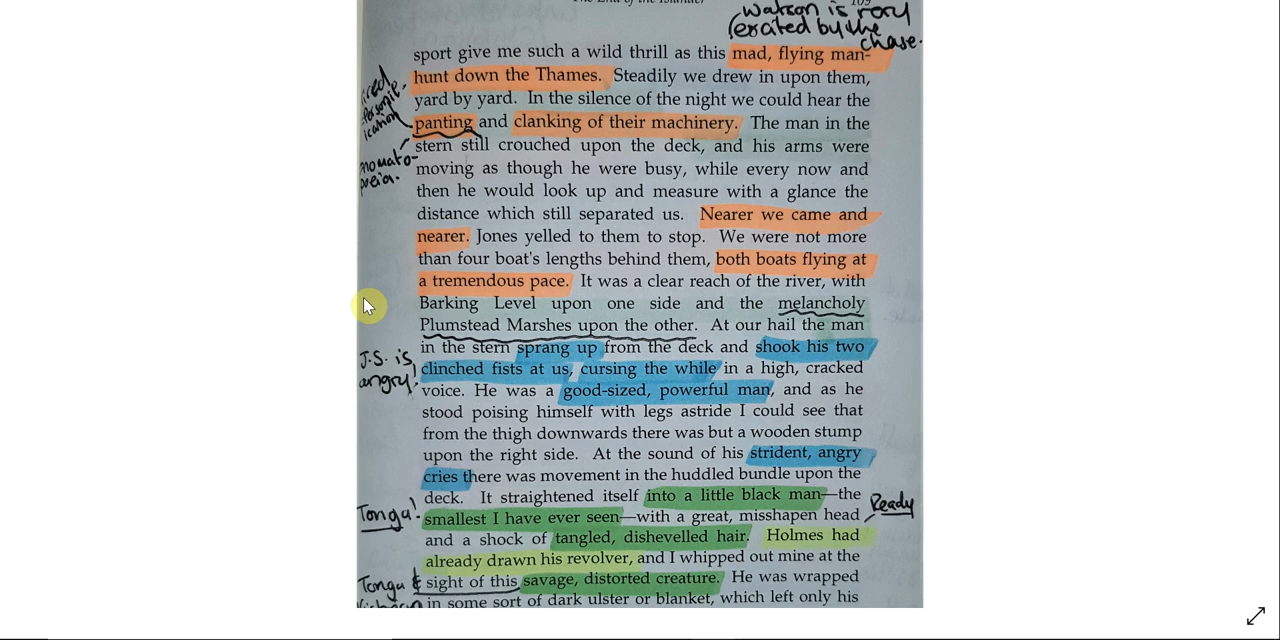 The End of the Islander
109
Watson is very
exerated by the
chase.
sport give me such a wild thrill as this mad, flying man-
hunt down the Thames. Steadily we drew in upon them,
yard by yard. In the silence of the night we could hear the
panting and clanking of their machinery. The man in the
stern still crouched upon the deck, and his arms were
onomato-
poeia.
moving as though he were busy, while every now and
then he would look up and measure with a glance the
distance which still separated us. Nearer we came and
nearer. Jones yelled to them to stop. We were not more
than four boat's lengths behind them, both boats flying at
a tremendous pace. It was a clear reach of the river, with
Barking Level upon one side and the melancholy
Plumstead Marshes upon the other. At our hail the man
in the stern sprang up from the deck and shook his two
J.S. is
angry!
clinched fists at us, cursing the while in a high, cracked
voice. He was a good-sized, powerful man, and as he
stood poising himself with legs astride I could see that
from the thigh downwards there was but a wooden stump
upon the right side. At the sound of his strident, angry
cries there was movement in the huddled bundle upon the
deck. It straightened itself into a little black man—the
Tonga!
smallest I have ever seen—with a great, misshapen head
Ready
and a shock of tangled, dishevelled hair. Holmes had
already drawn his revolver, and I whipped out mine at the
Tonga
sight of this savage, distorted creature. He was wrapped
in some sort of dark ulster or blanket, which left only his